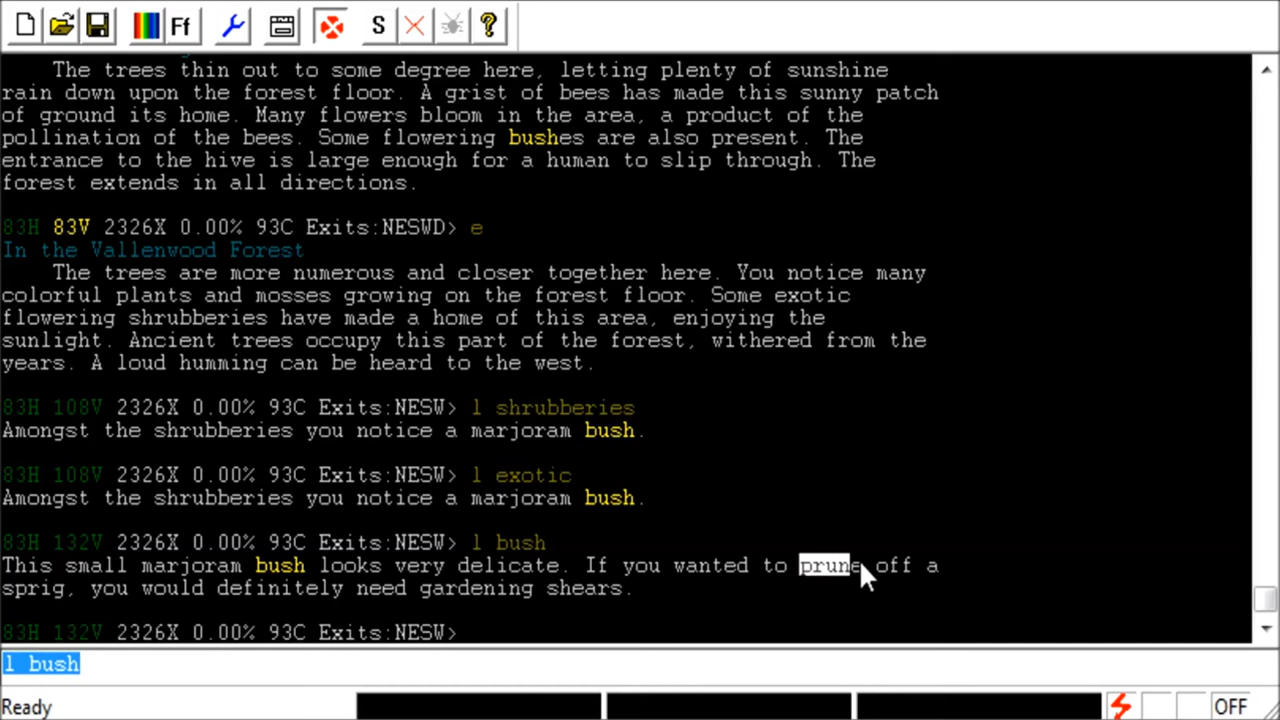 Ff S
The trees thin out to some degree here, letting plenty of sunshine
rain down upon the forest floor. A grist of bees has made this sunny patch
of ground its home. Many flowers bloom in the area, a product of the
pollination of the bees. Some flowering bushes are also present. The
entrance to the hive is large enough for a human to slip through. The
forest extends in all directions.
83H 83V 2326X 0.00% 93C Exits:NESWD> e
In the Vallenwood Forest
The trees are more numerous and closer together here. You notice many
colorful plants and mosses growing on the forest floor. Some exotic
flowering shrubberies have made a home of this area, enjoying the
sunlight. Ancient trees occupy this part of the forest, withered from the
years. A loud humming can be heard to the west.
83H 108V 2326X 0.00% 93C Exits:NESW> l shrubberies
Amongst the shrubberies you notice a marjoram bush.
83H 108V 2326X 0.00% 93C Exits:NESW> l exotic
Amongst the shrubberies you notice a marjoram bush.
83H 132V 2326X 0.00% 93C Exits:NESW> l bush
This small marjoram bush looks very delicate. If you wanted to prune off a
sprig, you would definitely need gardening shears.
83H 132V 2326X 0.00% 93C Exits:NESW>
l bush
Ready OFF